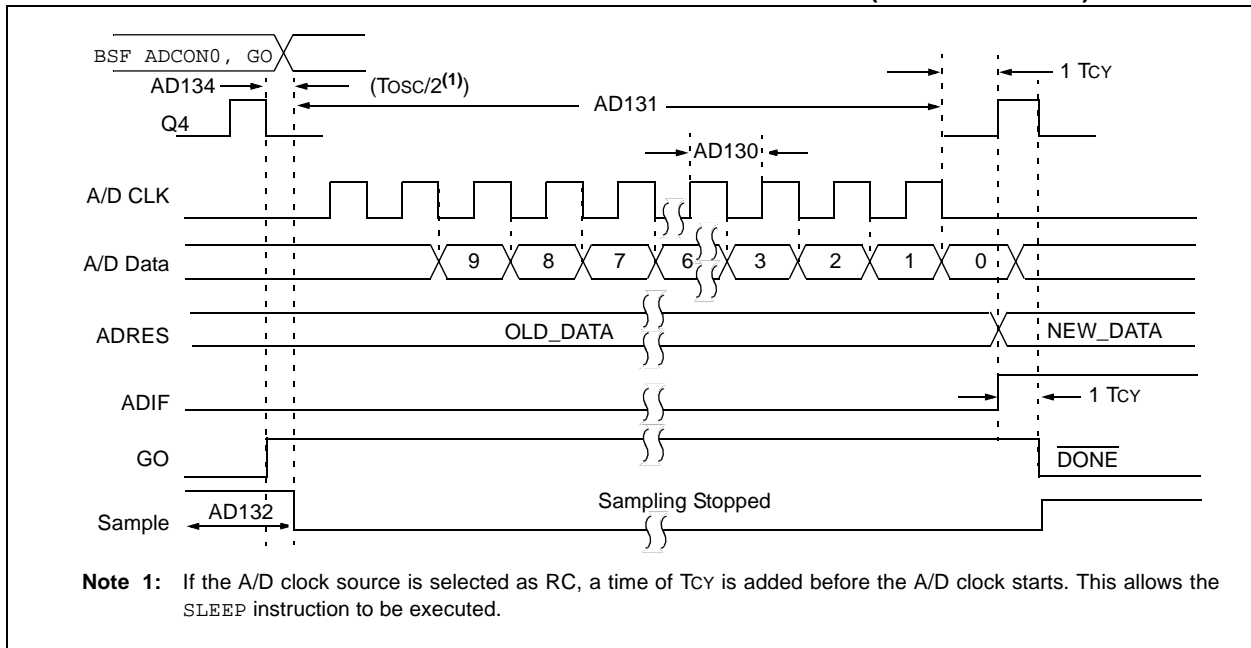 BSF ADCON0, GO
AD134
(TOSC/2(1))
AD131
1 TCY
Q4
AD130
A/D CLK
A/D Data
9 8 7 6 3 2 1 0
ADRES
OLD_DATA
NEW_DATA
ADIF
1 TCY
GO
DONE
Sampling Stopped
Sample
AD132
Note 1: If the A/D clock source is selected as RC, a time of TCY is added before the A/D clock starts. This allows the
SLEEP instruction to be executed.